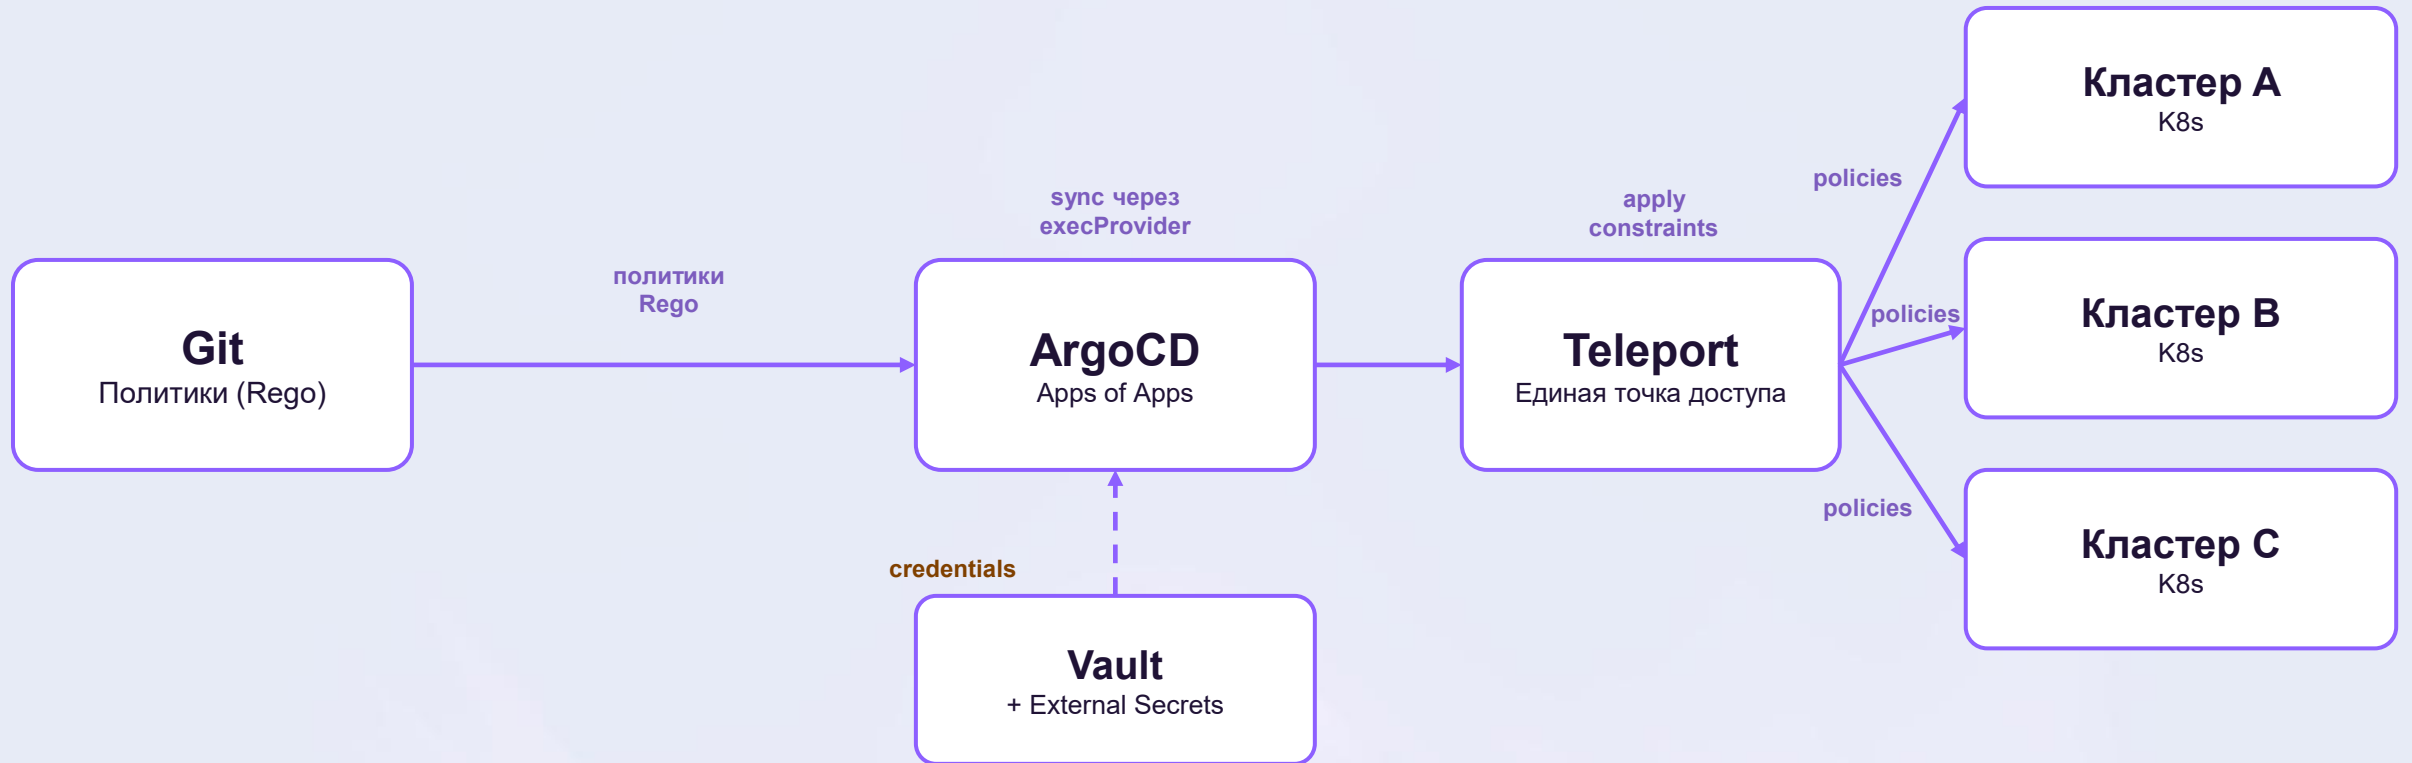 Git
Политики (Rego)
политики
Rego
sync через
execProvider
ArgoCD
Apps of Apps
credentials
Vault
+ External Secrets
apply
constraints
Teleport
Единая точка доступа
policies
policies
policies
Кластер A
K8s
Кластер B
K8s
Кластер C
K8s